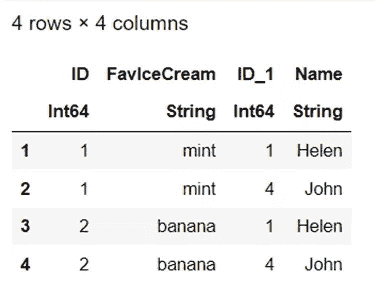 4 rows × 4 columns
ID FavIceCream ID_1 Name
Int64 String Int64 String
1 1 mint 1 Helen
2 1 mint 4 John
3 2 banana 1 Helen
4 2 banana 4 John